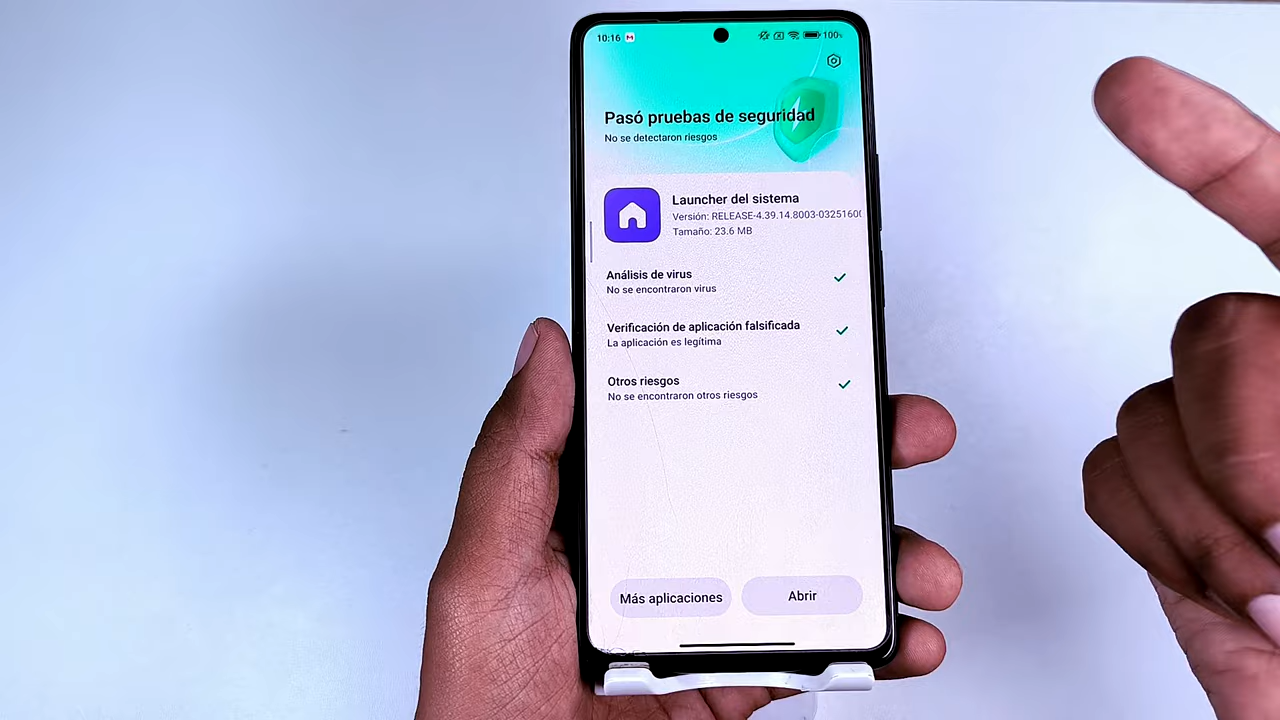 10:16
100%
Pasó pruebas de seguridad
No se detectaron riesgos
Launcher del sistema
Versión: RELEASE-4.39.14.8003-03251600
Tamaño: 23.6 MB
Análisis de virus
No se encontraron virus
Verificación de aplicación falsificada
La aplicación es legítima
Otros riesgos
No se encontraron otros riesgos
Más aplicaciones
Abrir